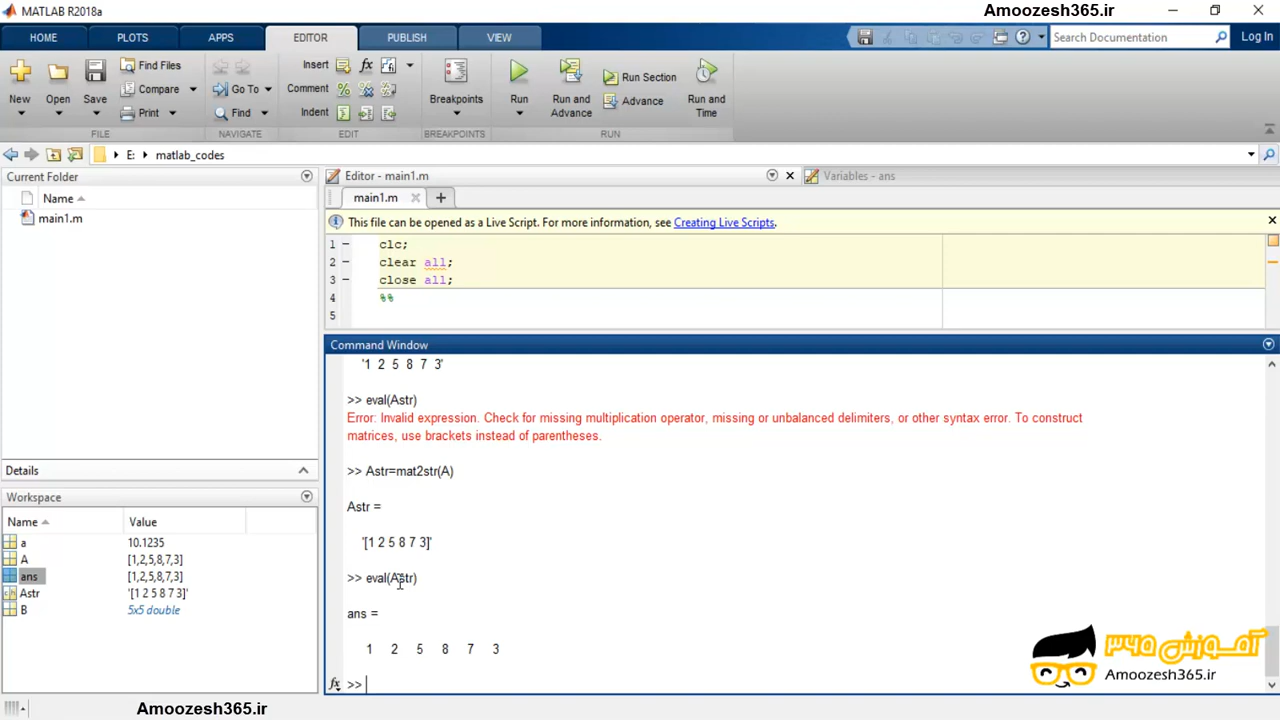 MATLAB R2018a
Amoozesh365.ir
HOME PLOTS APPS EDITOR PUBLISH VIEW
Search Documentation
Log In
New
Open
Save
Find Files
Compare
Print
Go To
Find
Insert
Comment
Indent
Breakpoints
Run
Run and Advance
Run Section
Advance
Run and Time
FILE NAVIGATE EDIT BREAKPOINTS RUN
E: matlab_codes
Current Folder
Name
main1.m
Details
Workspace
Name Value
a 10.1235
A [1,2,5,8,7,3]
ans [1,2,5,8,7,3]
Astr '[1 2 5 8 7 3]'
B 5x5 double
Editor - main1.m
Variables - ans
main1.m
This file can be opened as a Live Script. For more information, see Creating Live Scripts.
1 clc;
2 clear all;
3 close all;
4 %%
5
Command Window
'1 2 5 8 7 3'
>> eval(Astr)
Error: Invalid expression. Check for missing multiplication operator, missing or unbalanced delimiters, or other syntax error. To construct
matrices, use brackets instead of parentheses.
>> Astr=mat2str(A)
Astr =
'[1 2 5 8 7 3]'
>> eval(Astr)
ans =
1 2 5 8 7 3
fx >>
آموزش ۳۶۵
Amoozesh365.ir
Amoozesh365.ir